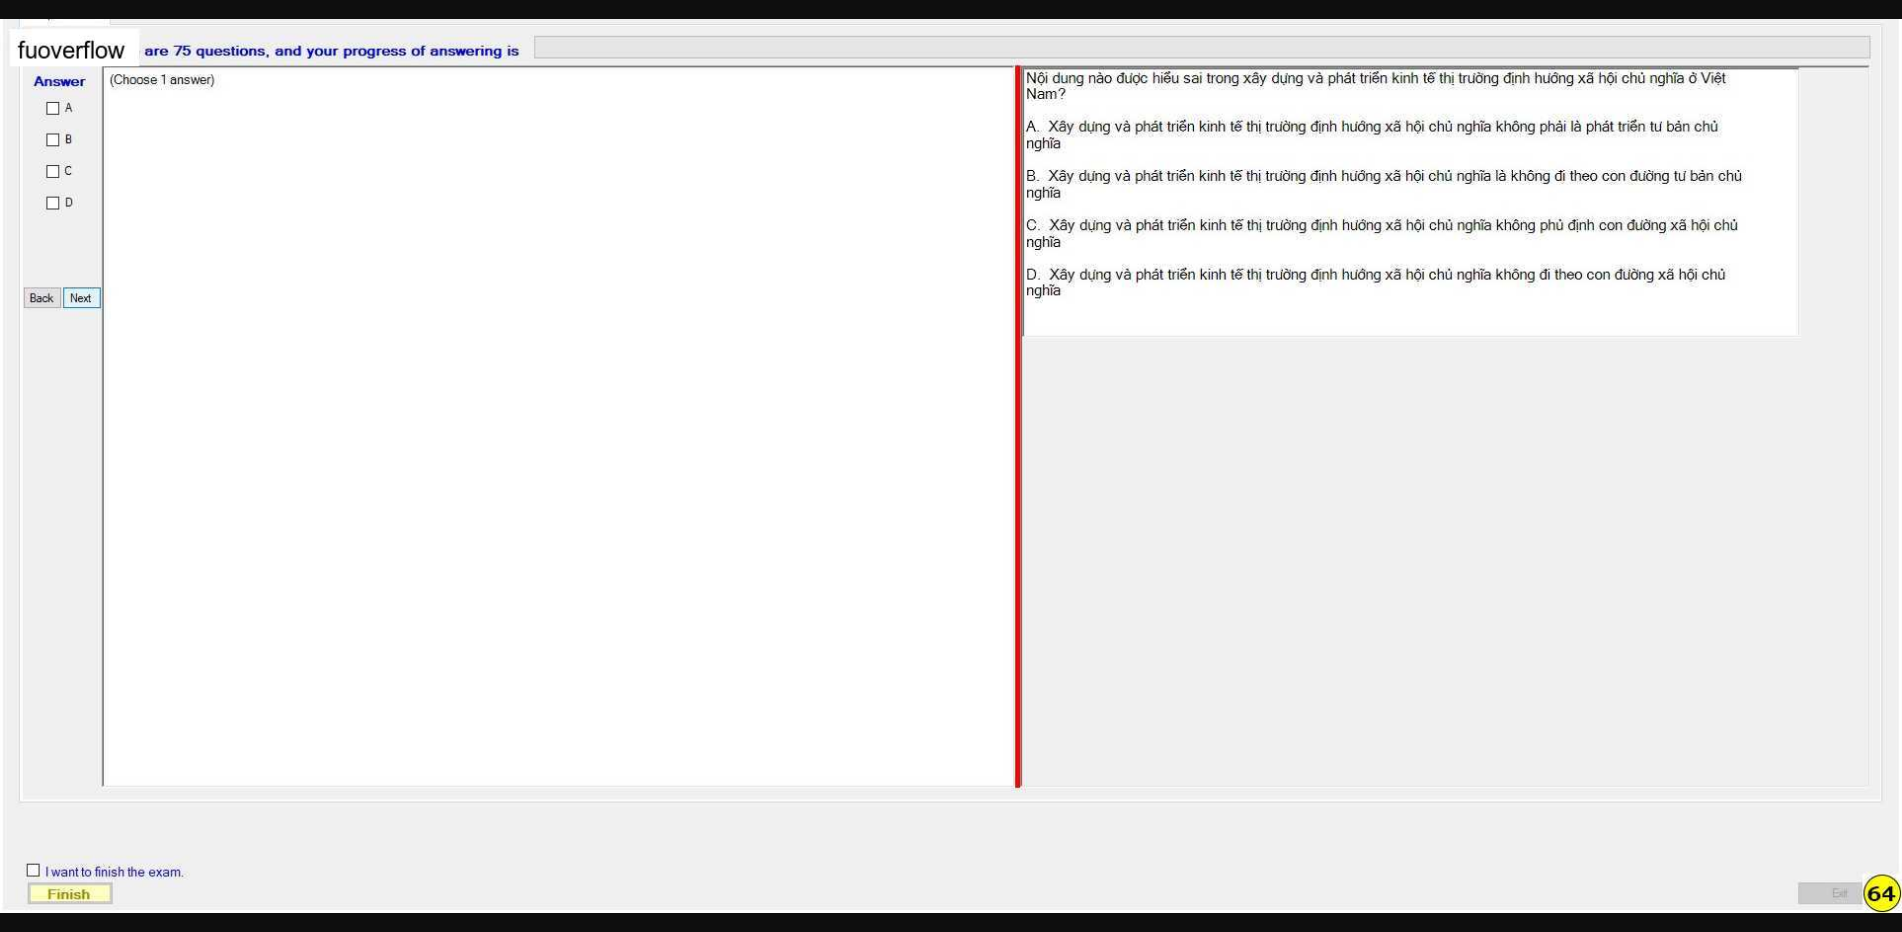 fuoverflow are 75 questions, and your progress of answering is
Answer
(Choose 1 answer)
A
B
C
D
Back Next
Nội dung nào được hiểu sai trong xây dựng và phát triển kinh tế thị trường định hướng xã hội chủ nghĩa ở Việt
Nam?
A. Xây dựng và phát triển kinh tế thị trường định hướng xã hội chủ nghĩa không phải là phát triển tư bản chủ
nghĩa
B. Xây dựng và phát triển kinh tế thị trường định hướng xã hội chủ nghĩa là không đi theo con đường tư bản chủ
nghĩa
C. Xây dựng và phát triển kinh tế thị trường định hướng xã hội chủ nghĩa không phủ định con đường xã hội chủ
nghĩa
D. Xây dựng và phát triển kinh tế thị trường định hướng xã hội chủ nghĩa không đi theo con đường xã hội chủ
nghĩa
I want to finish the exam.
Finish
Exit
64